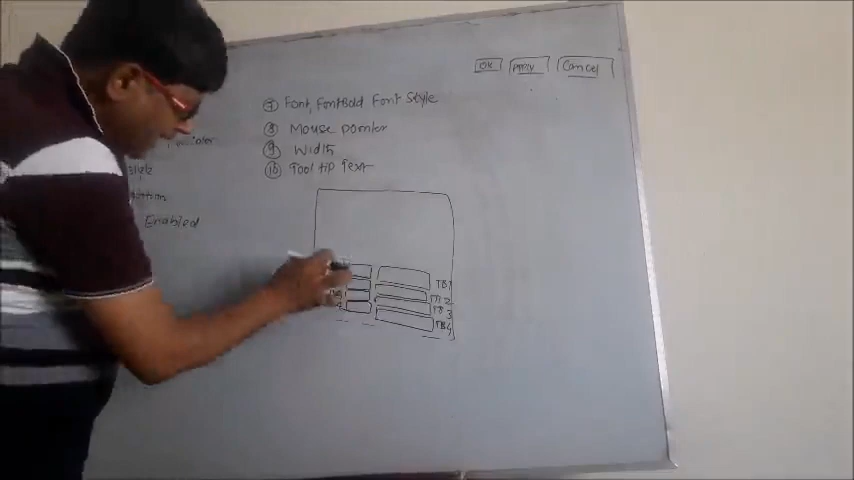 OK Apply Cancel
7 Font, FontBold Font Style
8 Mouse Pointer
9 Width
10 Tool tip Text
Enabled
TB1
TB2
TB3
TB4